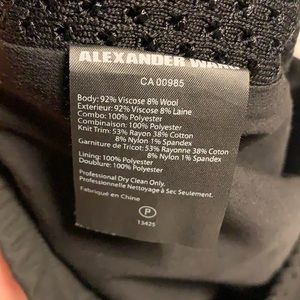 ALEXANDER WANG
CA 00985
Body: 92% Viscose 8% Wool
Exterieur: 92% Viscose 8% Laine
Combo: 100% Polyester
Combinaison: 100% Polyester
Knit Trim: 53% Rayon 38% Cotton
8% Nylon 1% Spandex
Garniture de Tricot: 53% Rayonne 38% Coton
8% Nylon 1% Spandex
Lining: 100% Polyester
Doublure: 100% Polyester
Professional Dry Clean Only.
Professionnelle Nettoyage A Sec Seulement.
Fabriqué en Chine
P
13425